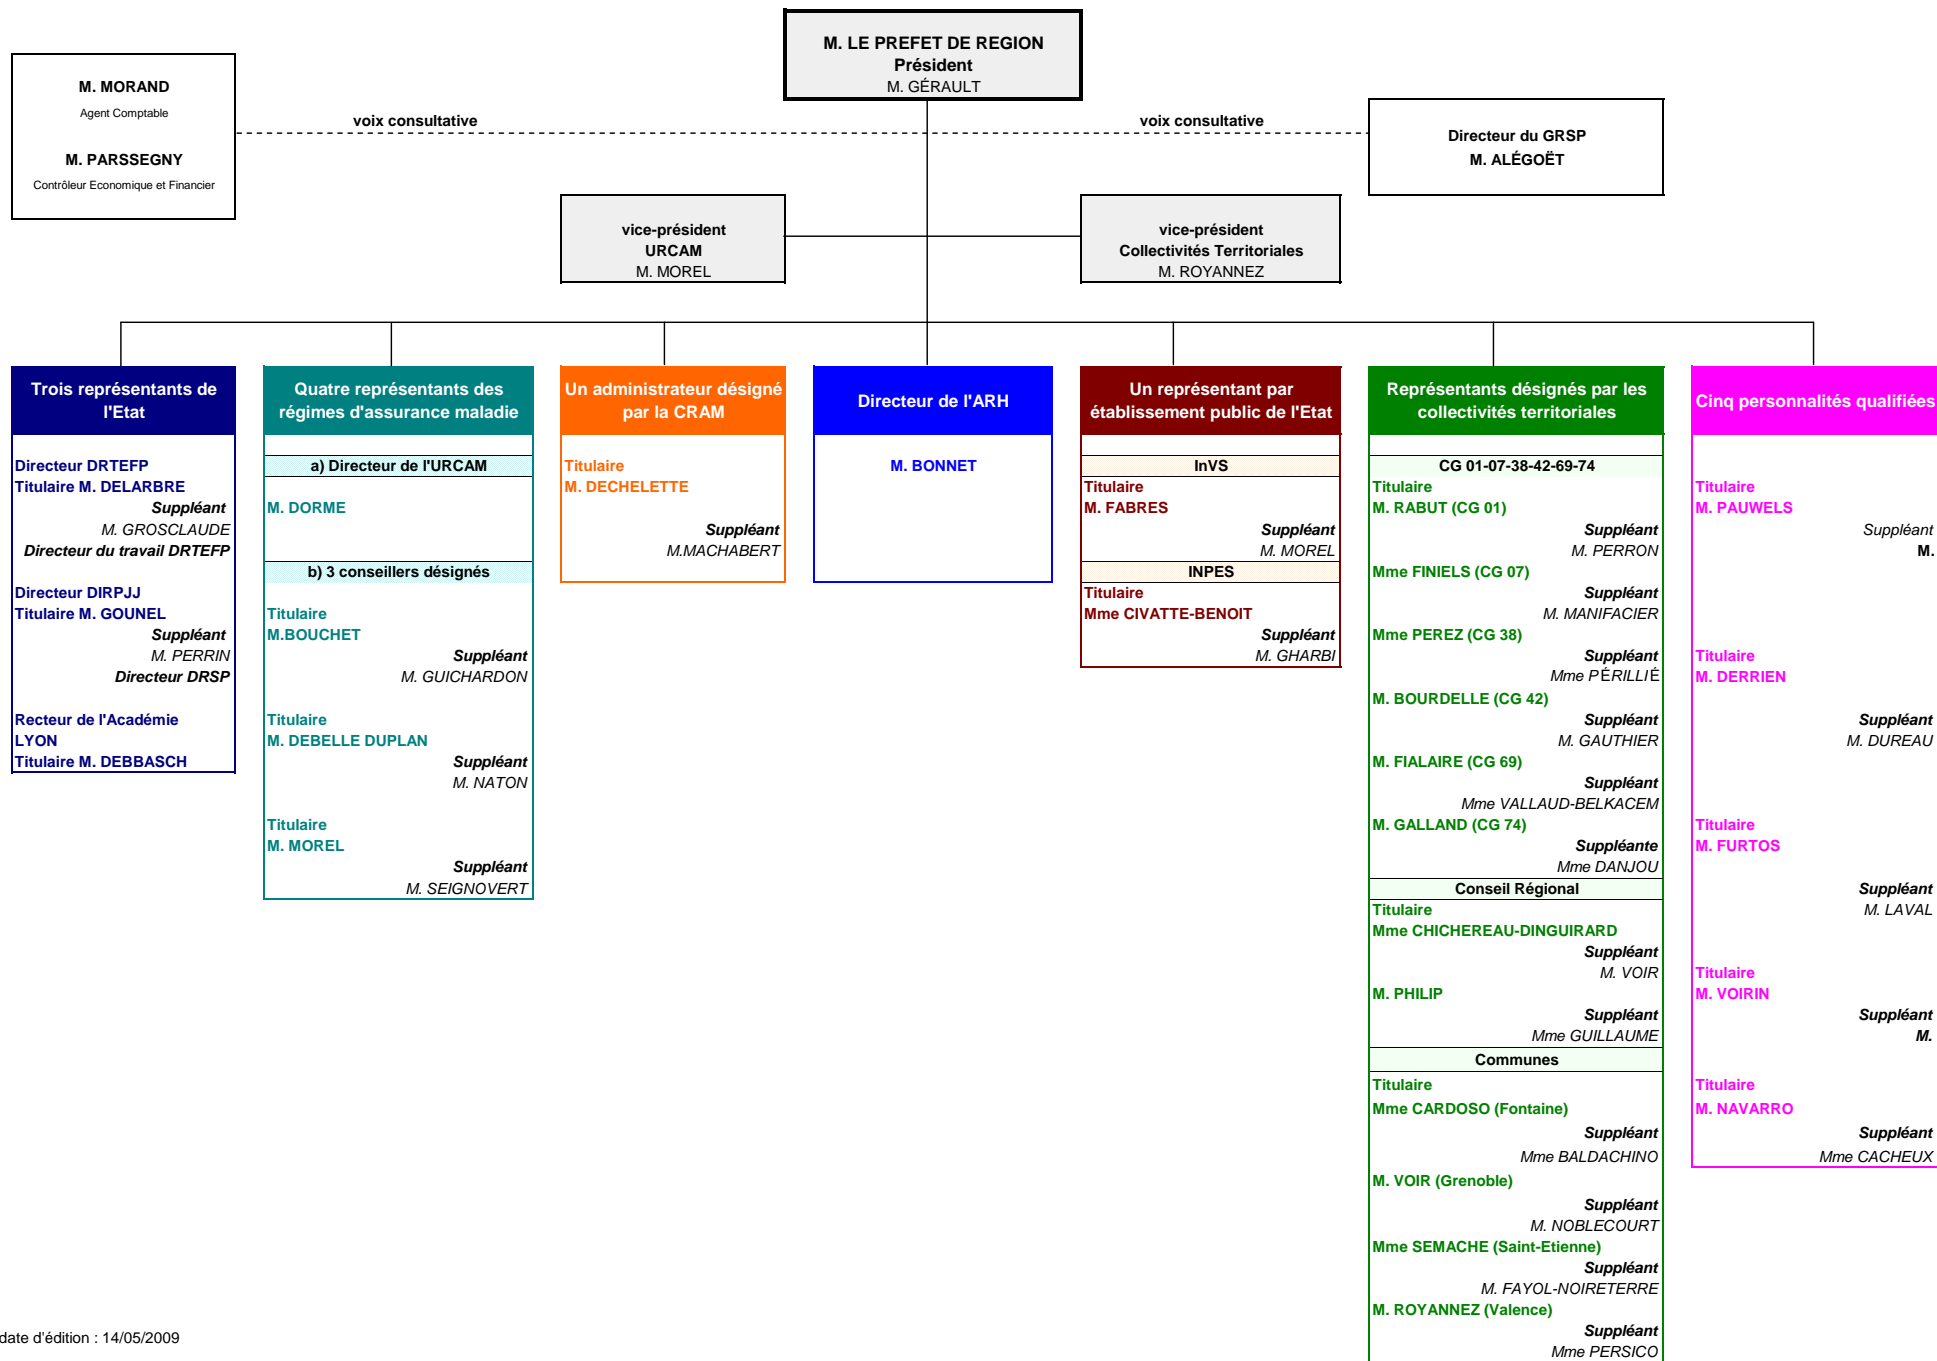 M. LE PREFET DE REGION
Président
M. GÉRAULT
M. MORAND
Agent Comptable
M. PARSSEGNY
Contrôleur Economique et Financier
voix consultative
voix consultative
Directeur du GRSP
M. ALÉGOËT
vice-président
URCAM
M. MOREL
vice-président
Collectivités Territoriales
M. ROYANNEZ
Trois représentants de
l'Etat
Directeur DRTEFP
Titulaire M. DELARBRE
Suppléant
M. GROSCLAUDE
Directeur du travail DRTEFP
Directeur DIRPJJ
Titulaire M. GOUNEL
Suppléant
M. PERRIN
Directeur DRSP
Recteur de l'Académie
LYON
Titulaire M. DEBBASCH
Quatre représentants des
régimes d'assurance maladie
a) Directeur de l'URCAM
M. DORME
b) 3 conseillers désignés
Titulaire
M.BOUCHET
Suppléant
M. GUICHARDON
Titulaire
M. DEBELLE DUPLAN
Suppléant
M. NATON
Titulaire
M. MOREL
Suppléant
M. SEIGNOVERT
Un administrateur désigné
par la CRAM
Titulaire
M. DECHELETTE
Suppléant
M.MACHABERT
Directeur de l'ARH
M. BONNET
Un représentant par
établissement public de l'Etat
InVS
Titulaire
M. FABRES
Suppléant
M. MOREL
INPES
Titulaire
Mme CIVATTE-BENOIT
Suppléant
M. GHARBI
Représentants désignés par les
collectivités territoriales
CG 01-07-38-42-69-74
Titulaire
M. RABUT (CG 01)
Suppléant
M. PERRON
Mme FINIELS (CG 07)
Suppléant
M. MANIFACIER
Mme PEREZ (CG 38)
Suppléant
Mme PÉRILLIÉ
M. BOURDELLE (CG 42)
Suppléant
M. GAUTHIER
M. FIALAIRE (CG 69)
Suppléant
Mme VALLAUD-BELKACEM
M. GALLAND (CG 74)
Suppléante
Mme DANJOU
Conseil Régional
Titulaire
Mme CHICHEREAU-DINGUIRARD
Suppléant
M. VOIR
M. PHILIP
Suppléant
Mme GUILLAUME
Communes
Titulaire
Mme CARDOSO (Fontaine)
Suppléant
Mme BALDACHINO
M. VOIR (Grenoble)
Suppléant
M. NOBLECOURT
Mme SEMACHE (Saint-Etienne)
Suppléant
M. FAYOL-NOIRETERRE
M. ROYANNEZ (Valence)
Suppléant
Mme PERSICO
Cinq personnalités qualifiées
Titulaire
M. PAUWELS
Suppléant
M.
Titulaire
M. DERRIEN
Suppléant
M. DUREAU
Titulaire
M. FURTOS
Suppléant
M. LAVAL
Titulaire
M. VOIRIN
Suppléant
M.
Titulaire
M. NAVARRO
Suppléant
Mme CACHEUX
date d'édition : 14/05/2009